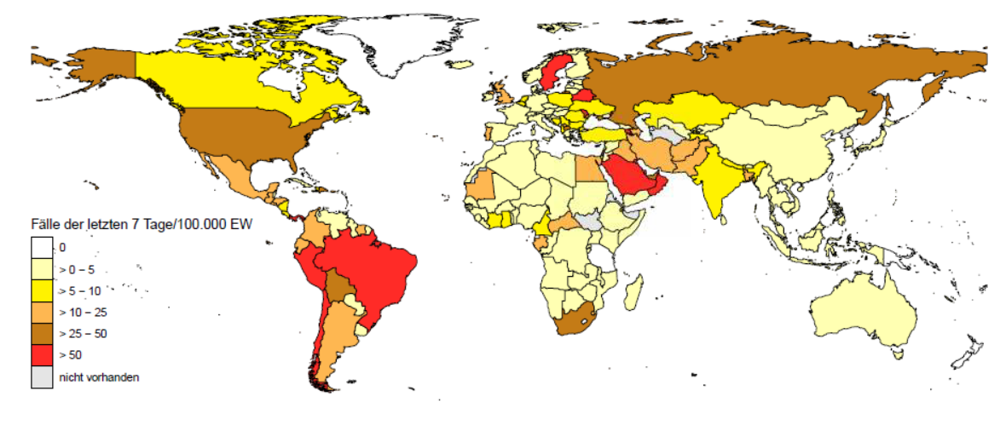 Fälle der letzten 7 Tage/100.000 EW
0
> 0 – 5
> 5 – 10
> 10 – 25
> 25 – 50
> 50
nicht vorhanden